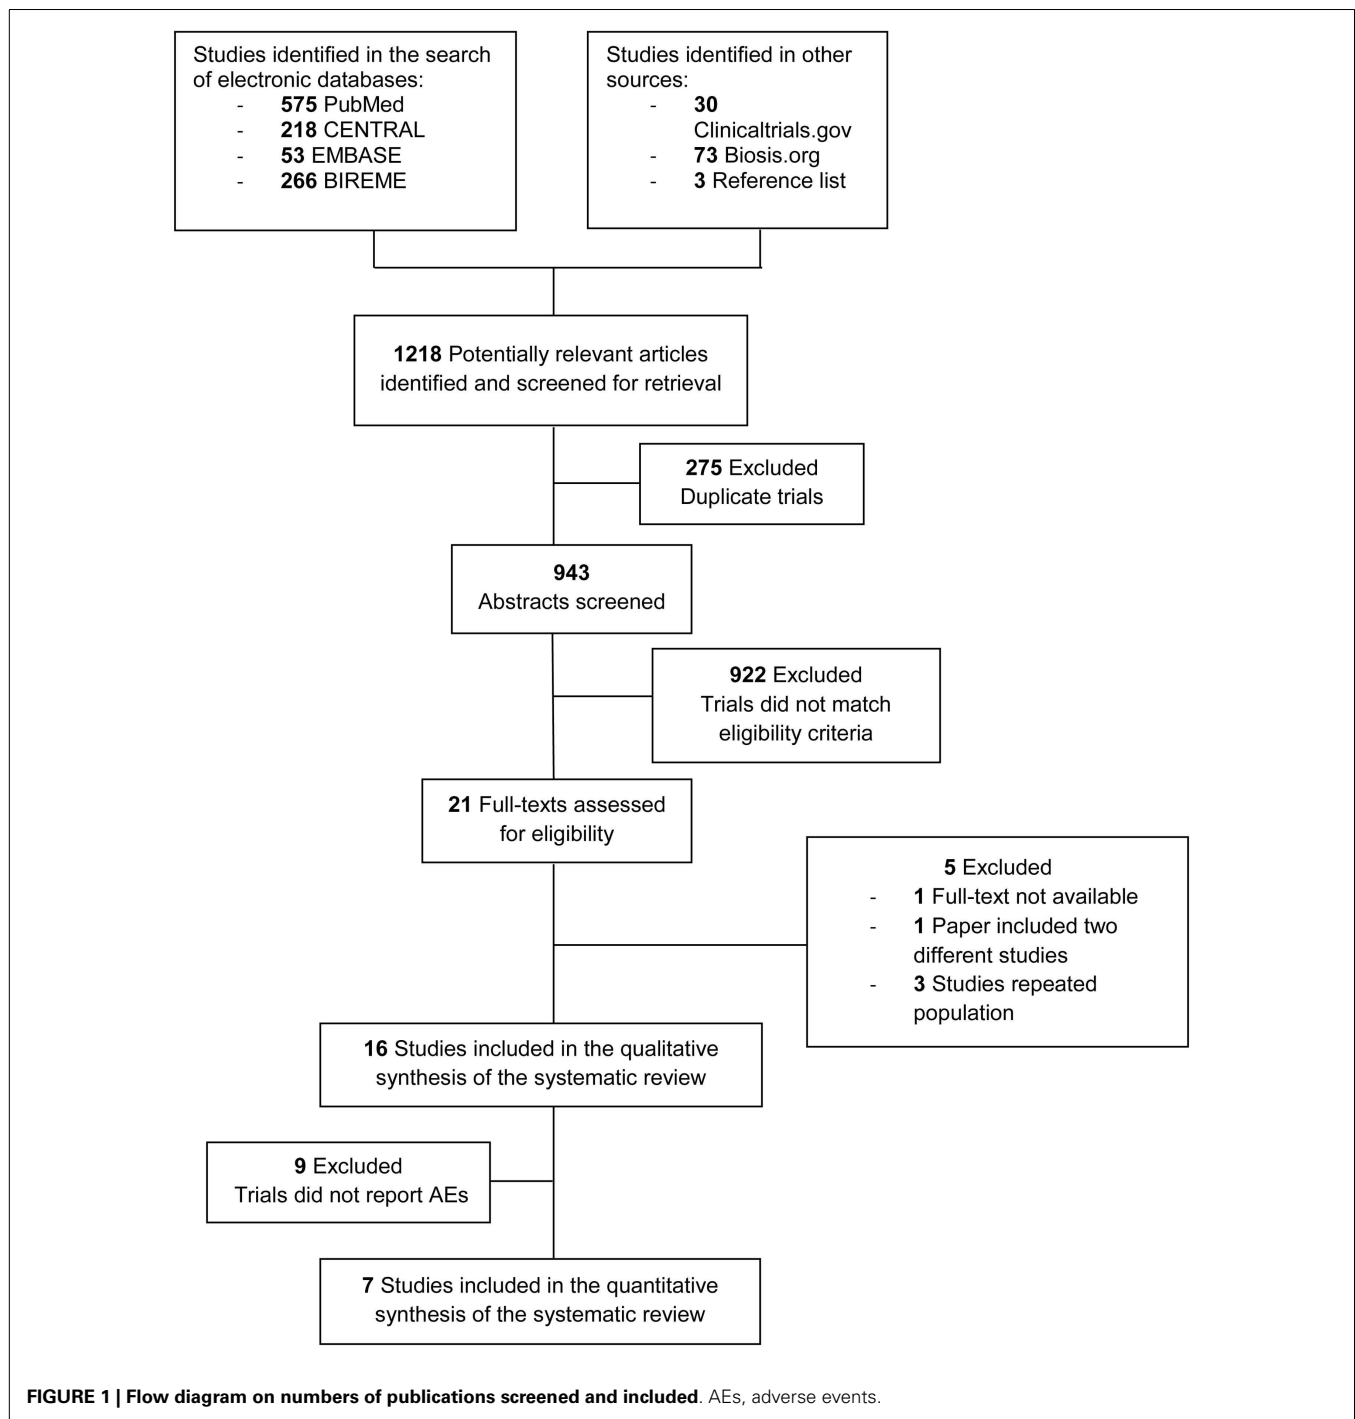 Studies identified in the search
of electronic databases:
- 575 PubMed
- 218 CENTRAL
- 53 EMBASE
- 266 BIREME
Studies identified in other
sources:
- 30
Clinicaltrials.gov
- 73 Biosis.org
- 3 Reference list
1218 Potentially relevant articles
identified and screened for retrieval
275 Excluded
Duplicate trials
943
Abstracts screened
922 Excluded
Trials did not match
eligibility criteria
21 Full-texts assessed
for eligibility
5 Excluded
- 1 Full-text not available
- 1 Paper included two
different studies
- 3 Studies repeated
population
16 Studies included in the qualitative
synthesis of the systematic review
9 Excluded
Trials did not report AEs
7 Studies included in the quantitative
synthesis of the systematic review
FIGURE 1 | Flow diagram on numbers of publications screened and included. AEs, adverse events.